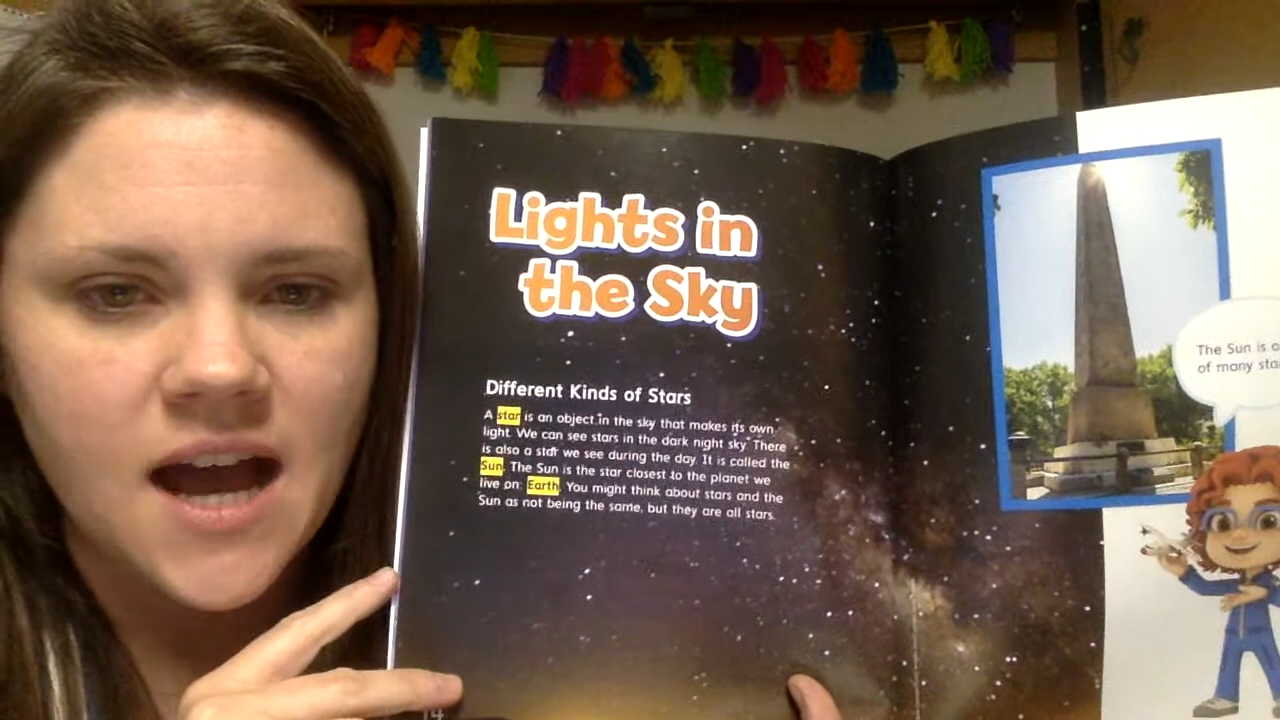 Lights in
the Sky
Different Kinds of Stars
A star is an object in the sky that makes its own
light. We can see stars in the dark night sky. There
is also a star we see during the day. It is called the
Sun. The Sun is the star closest to the planet we
live on: Earth. You might think about stars and the
Sun as not being the same, but they are all stars.
14
The Sun is
of many